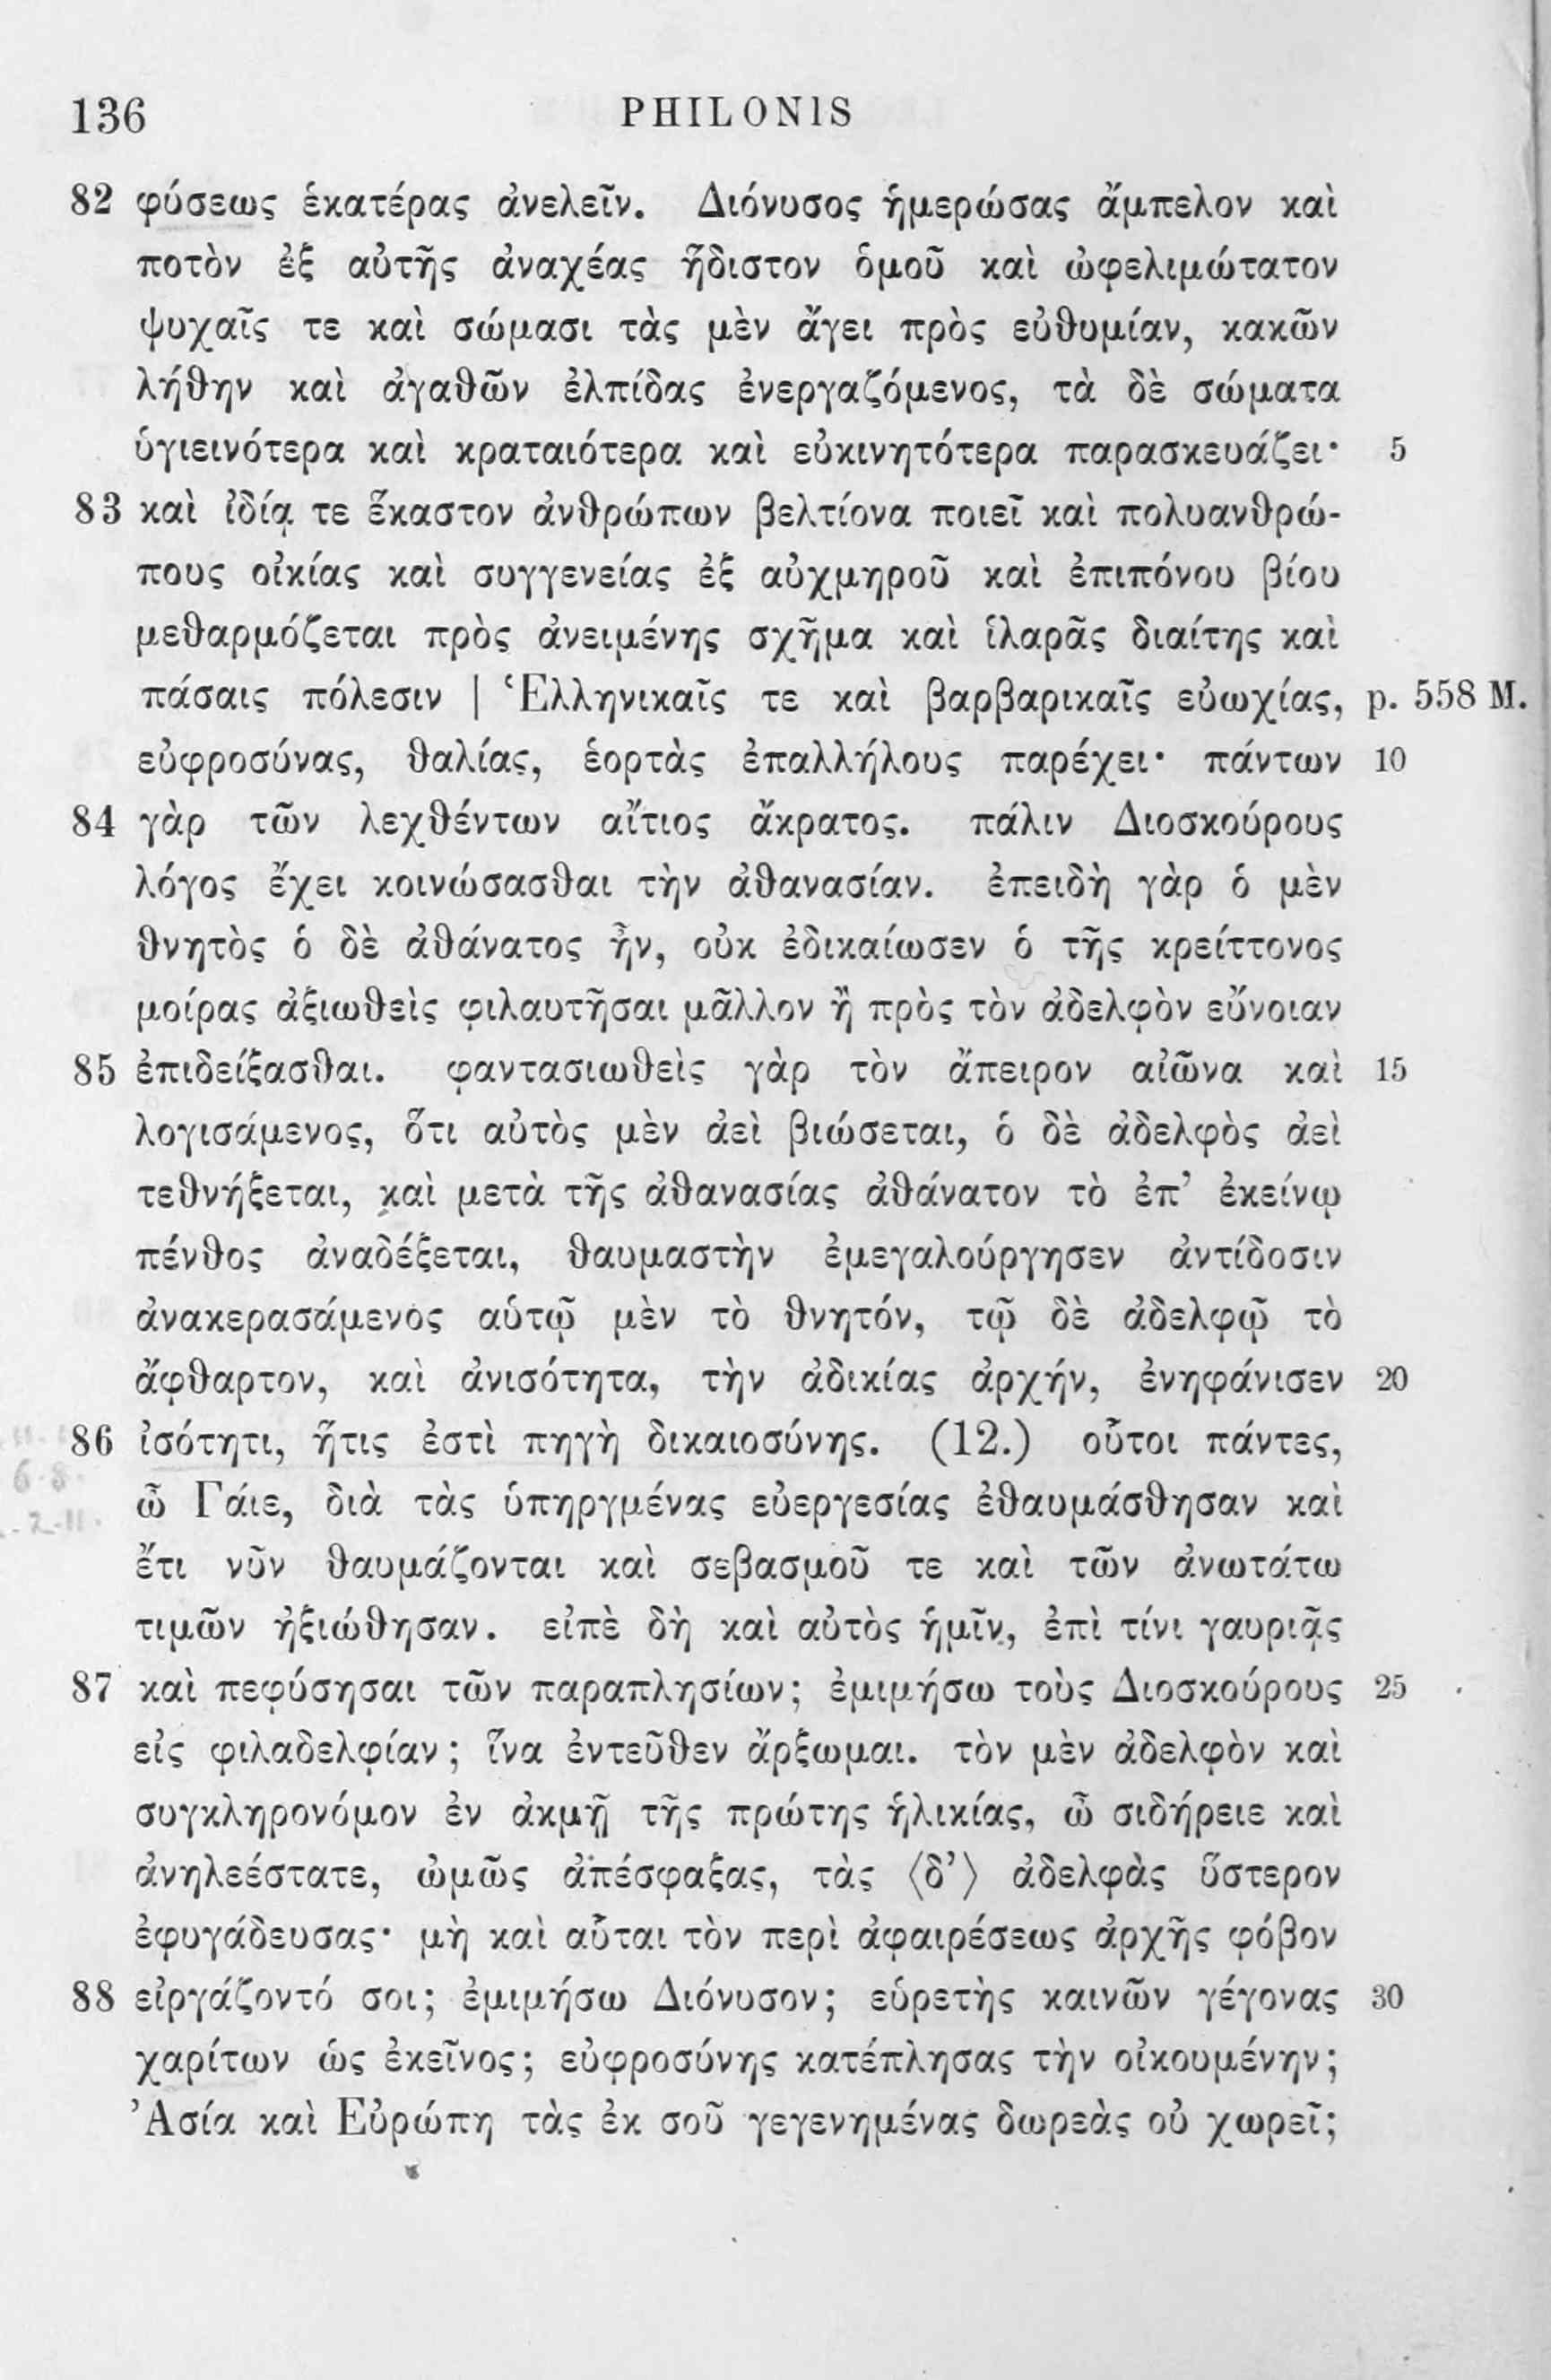 136 PHILONIS
82 φύσεως ἑκατέρας ἀνελεῖν. Διόνυσος ἡμερώσας ἄμπελον καὶ
ποτὸν ἐξ αὐτῆς ἀναχέας ἥδιστον ὁμοῦ καὶ ὠφελιμώτατον
ψυχαῖς τε καὶ σώμασι τὰς μὲν ἄγει πρὸς εὐθυμίαν, κακῶν
λήθην καὶ ἀγαθῶν ἐλπίδας ἐνεργαζόμενος, τὰ δὲ σώματα
ὑγιεινότερα καὶ κραταιότερα καὶ εὐκινητότερα παρασκευάζει· 5
83 καὶ ἰδίᾳ τε ἕκαστον ἀνθρώπων βελτίονα ποιεῖ καὶ πολυανθρώ-
πους οἰκίας καὶ συγγενείας ἐξ αὐχμηροῦ καὶ ἐπιπόνου βίου
μεθαρμόζεται πρὸς ἀνειμένης σχῆμα καὶ ἱλαρᾶς διαίτης καὶ
πάσαις πόλεσιν | Ἑλληνικαῖς τε καὶ βαρβαρικαῖς εὐωχίας, p. 558 M.
εὐφροσύνας, θαλίας, ἑορτὰς ἐπαλλήλους παρέχει· πάντων 10
84 γὰρ τῶν λεχθέντων αἴτιος ἄκρατος. πάλιν Διοσκούρους
λόγος ἔχει κοινώσασθαι τὴν ἀθανασίαν. ἐπειδὴ γὰρ ὁ μὲν
θνητὸς ὁ δὲ ἀθάνατος ἦν, οὐκ ἐδικαίωσεν ὁ τῆς κρείττονος
μοίρας ἀξιωθεὶς φιλαυτῆσαι μᾶλλον ἢ πρὸς τὸν ἀδελφὸν εὔνοιαν
85 ἐπιδείξασθαι. φαντασιωθεὶς γὰρ τὸν ἄπειρον αἰῶνα καὶ 15
λογισάμενος, ὅτι αὐτὸς μὲν ἀεὶ βιώσεται, ὁ δὲ ἀδελφὸς ἀεὶ
τεθνήξεται, καὶ μετὰ τῆς ἀθανασίας ἀθάνατον τὸ ἐπ’ ἐκείνῳ
πένθος ἀναδέξεται, θαυμαστὴν ἐμεγαλούργησεν ἀντίδοσιν
ἀνακερασάμενος αὑτῷ μὲν τὸ θνητόν, τῷ δὲ ἀδελφῷ τὸ
ἄφθαρτον, καὶ ἀνισότητα, τὴν ἀδικίας ἀρχήν, ἐνηφάνισεν 20
86 ἰσότητι, ἥτις ἐστὶ πηγὴ δικαιοσύνης. (12.) οὗτοι πάντες,
ὦ Γάιε, διὰ τὰς ὑπηργμένας εὐεργεσίας ἐθαυμάσθησαν καὶ
ἔτι νῦν θαυμάζονται καὶ σεβασμοῦ τε καὶ τῶν ἀνωτάτω
τιμῶν ἠξιώθησαν. εἰπὲ δὴ καὶ αὐτὸς ἡμῖν, ἐπὶ τίνι γαυριᾷς
87 καὶ πεφύσησαι τῶν παραπλησίων; ἐμιμήσω τοὺς Διοσκούρους 25
εἰς φιλαδελφίαν; ἵνα ἐντεῦθεν ἄρξωμαι. τὸν μὲν ἀδελφὸν καὶ
συγκληρονόμον ἐν ἀκμῇ τῆς πρώτης ἡλικίας, ὦ σιδήρειε καὶ
ἀνηλεέστατε, ὠμῶς ἀπέσφαξας, τὰς ⟨δ’⟩ ἀδελφὰς ὕστερον
ἐφυγάδευσας· μὴ καὶ αὗται τὸν περὶ ἀφαιρέσεως ἀρχῆς φόβον
88 εἰργάζοντό σοι; ἐμιμήσω Διόνυσον; εὑρετὴς καινῶν γέγονας 30
χαρίτων ὡς ἐκεῖνος; εὐφροσύνης κατέπλησας τὴν οἰκουμένην;
Ἀσία καὶ Εὐρώπη τὰς ἐκ σοῦ γεγενημένας δωρεὰς οὐ χωρεῖ;